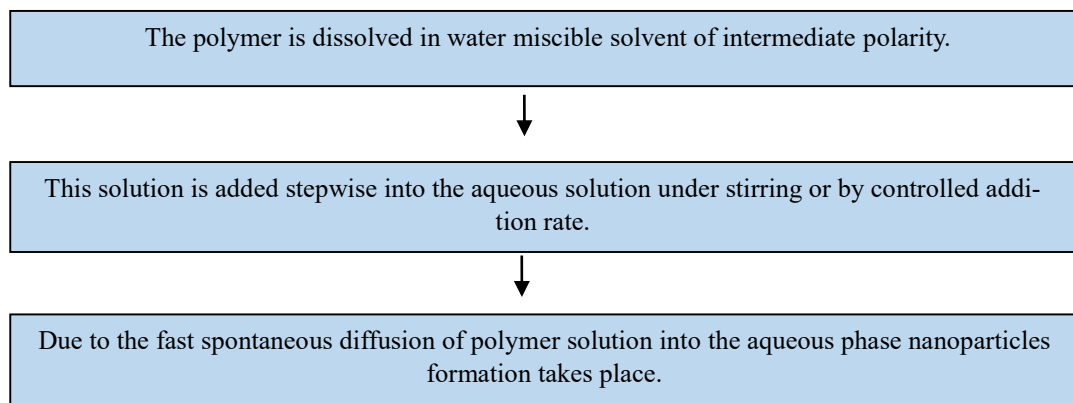 The polymer is dissolved in water miscible solvent of intermediate polarity.
This solution is added stepwise into the aqueous solution under stirring or by controlled addi-
tion rate.
Due to the fast spontaneous diffusion of polymer solution into the aqueous phase nanoparticles
formation takes place.